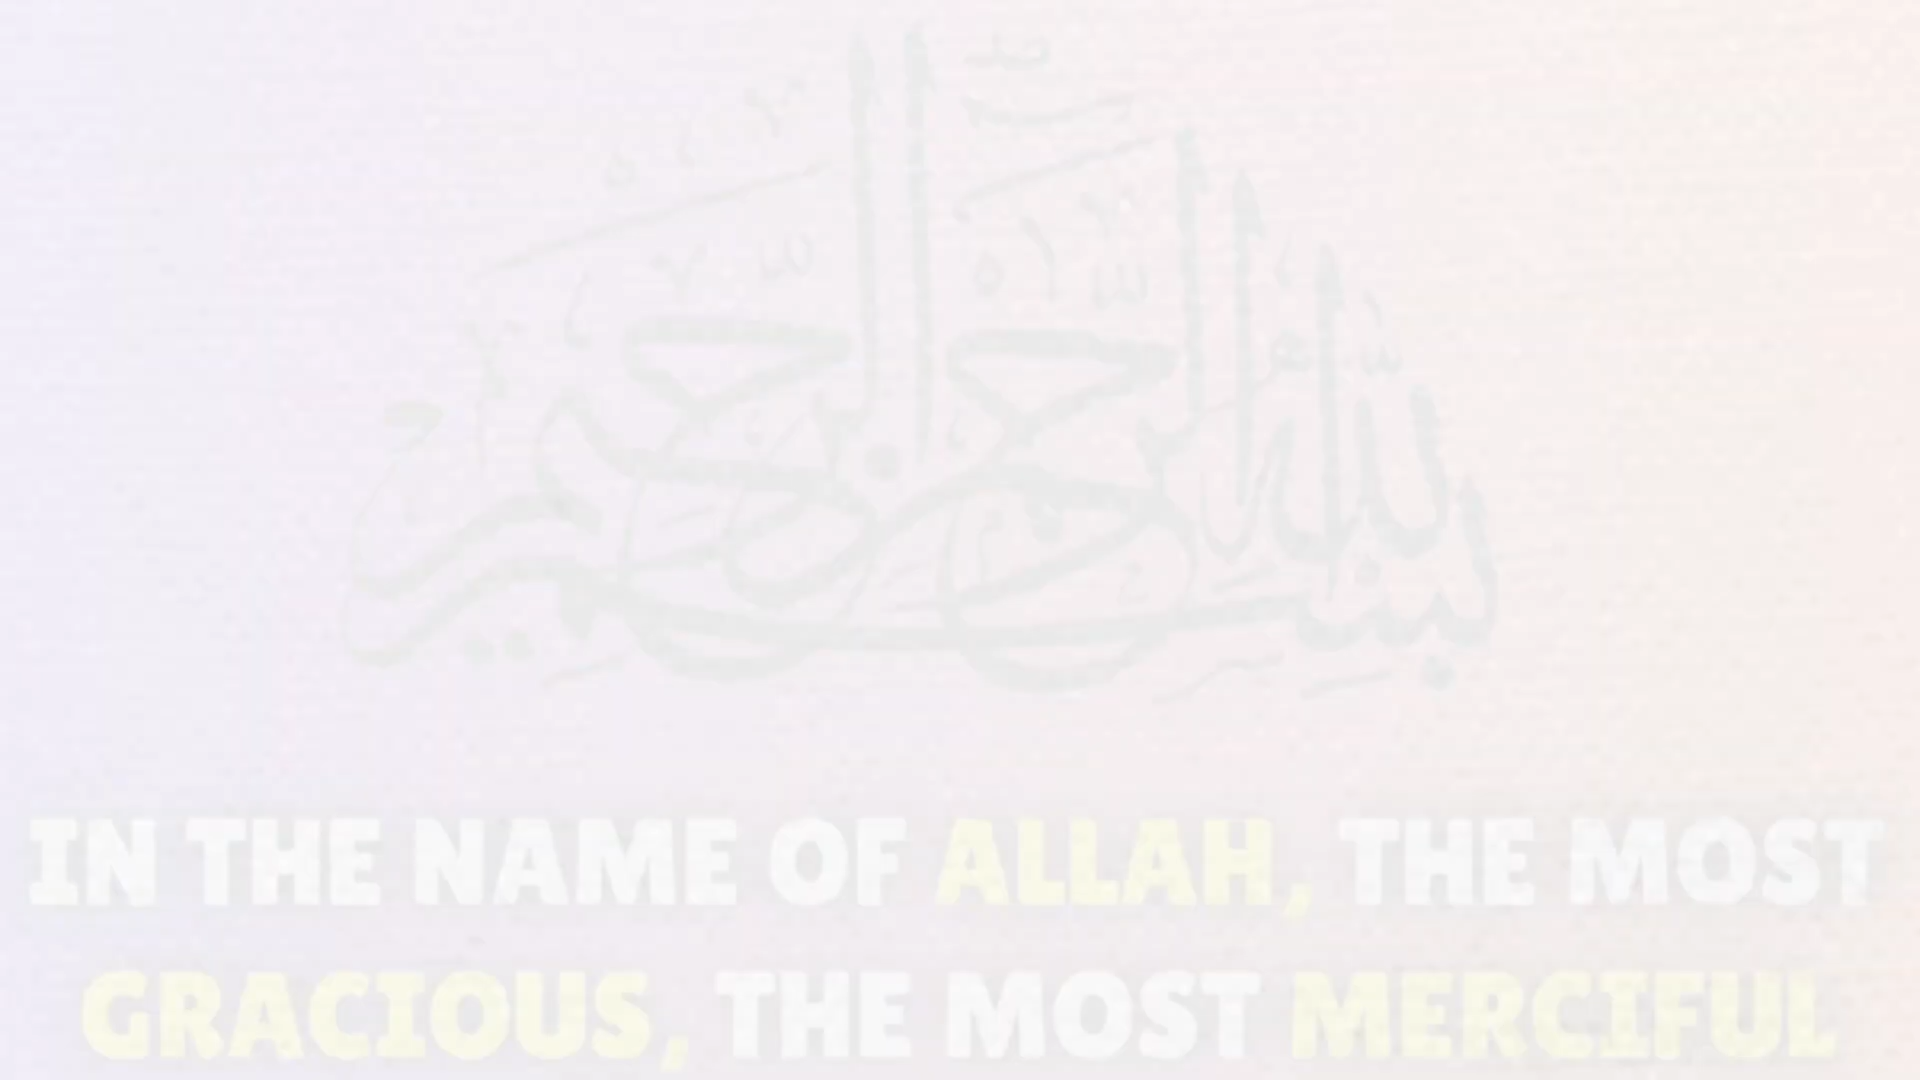 بسم الله الرحمن الرحيم
IN THE NAME OF ALLAH, THE MOST
GRACIOUS, THE MOST MERCIFUL